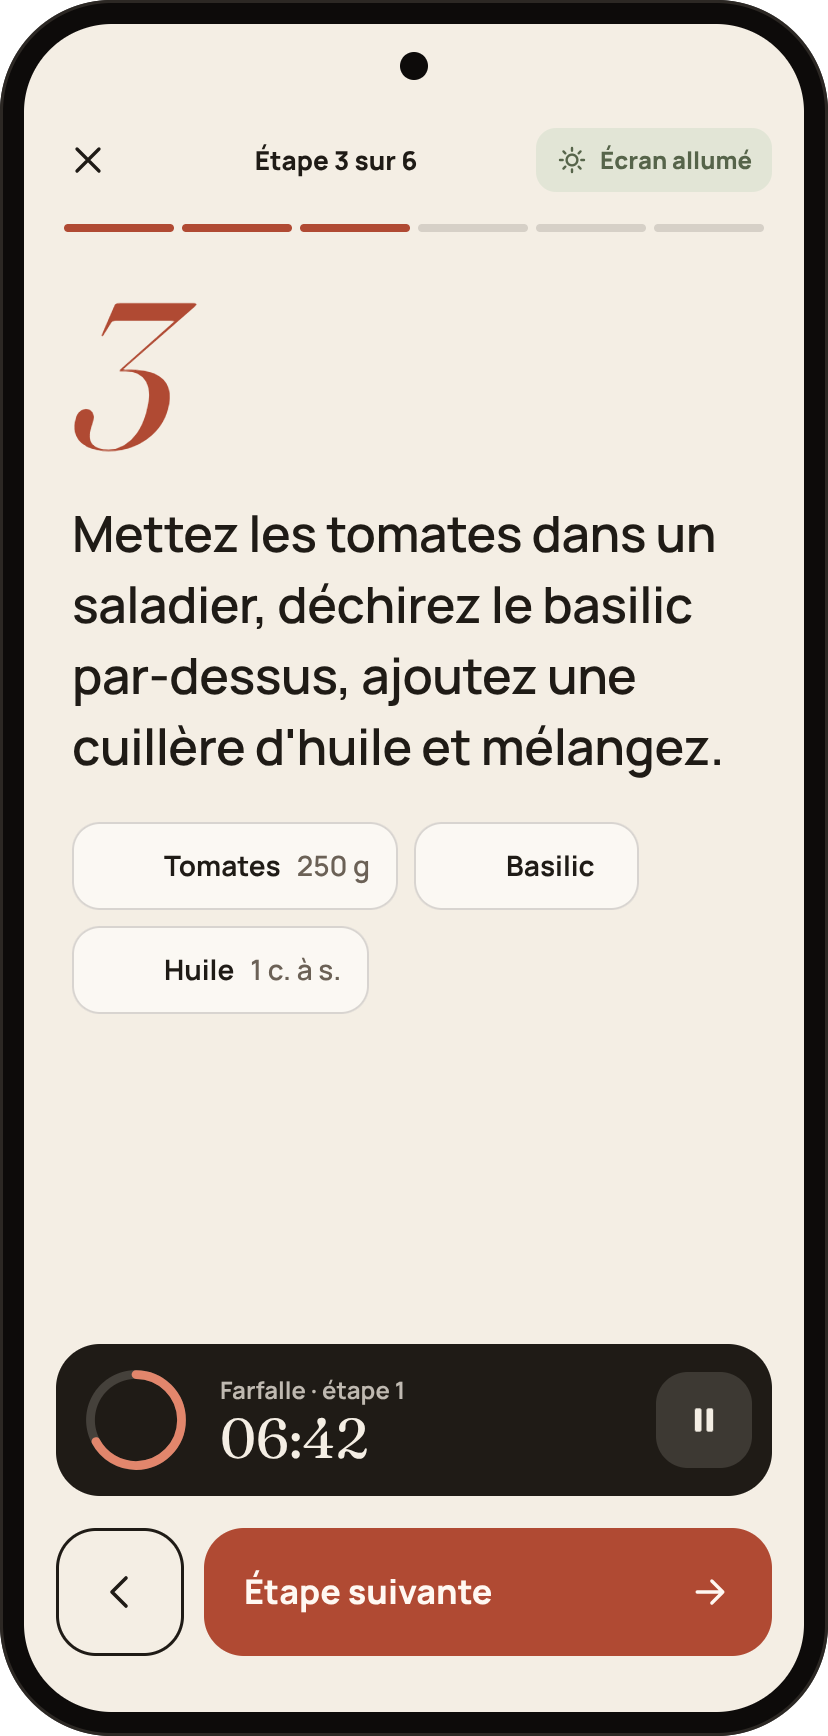 Étape 3 sur 6
Écran allumé
3
Mettez les tomates dans un
saladier, déchirez le basilic
par-dessus, ajoutez une
cuillère d'huile et mélangez.
Tomates 250 g
Basilic
Huile 1 c. à s.
Farfalle · étape 1
06:42
Étape suivante